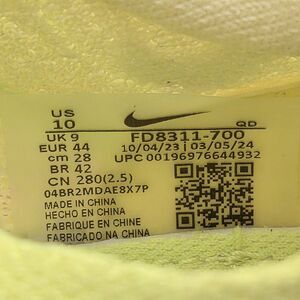 US
10
UK 9
EUR 44
cm 28
BR 42
CN 280(2.5)
04BR2MDAE8X7P
MADE IN CHINA
HECHO EN CHINA
FABRIQUE EN CHINE
FABRICADO NA CHINA
QD
FD8311-700
10/04/23 03/05/24
UPC 00196976644932